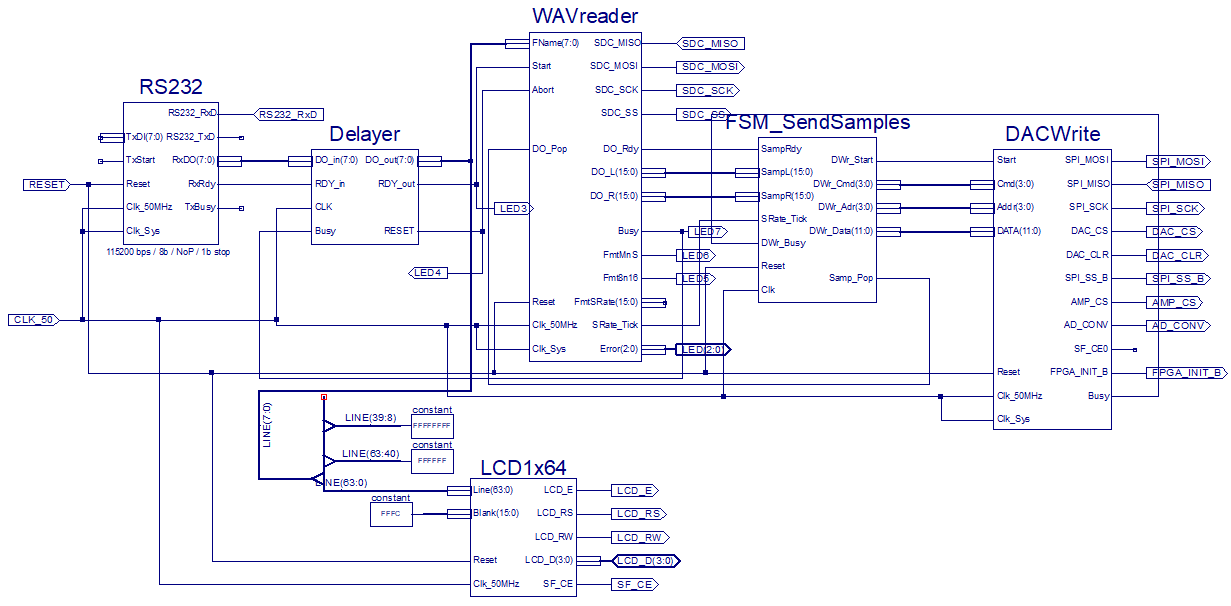 WAVreader
FName(7:0) SDC_MISO SDC_MISO
Start SDC_MOSI SDC_MOSI
Abort SDC_SCK SDC_SCK
SDC_SS SDC_SS
DO_Pop DO_Rdy
DO_L(15:0)
DO_R(15:0)
Busy LED7
FmtMnS LED6
Fmt8n16 LED5
Reset FmtSRate(15:0)
Clk_50MHz SRate_Tick
Clk_Sys Error(2:0) LED(2:0)
RS232
RS232_RxD RS232_RxD
TxDI(7:0) RS232_TxD
TxStart RxDO(7:0)
RESET Reset RxRdy
Clk_50MHz TxBusy
Clk_Sys
115200 bps / 8b / NoP / 1b stop
CLK_50
Delayer
DO_in(7:0) DO_out(7:0)
RDY_in RDY_out
CLK
Busy RESET
LED3
LED4
FSM_SendSamples
SampRdy DWr_Start
SampL(15:0) DWr_Cmd(3:0)
SampR(15:0) DWr_Adr(3:0)
SRate_Tick DWr_Data(11:0)
DWr_Busy
Reset Samp_Pop
Clk
DACWrite
Start SPI_MOSI SPI_MOSI
Cmd(3:0) SPI_MISO SPI_MISO
Addr(3:0) SPI_SCK SPI_SCK
DATA(11:0) DAC_CS DAC_CS
DAC_CLR DAC_CLR
SPI_SS_B SPI_SS_B
AMP_CS AMP_CS
AD_CONV AD_CONV
SF_CE0
Reset FPGA_INIT_B FPGA_INIT_B
Clk_50MHz Busy
Clk_Sys
LINE(7:0)
LINE(39:8) constant
FFFFFFFF
LINE(63:40) constant
FFFFFF
LINE(63:0)
constant
FFFC
LCD1x64
Line(63:0) LCD_E LCD_E
Blank(15:0) LCD_RS LCD_RS
LCD_RW LCD_RW
Reset LCD_D(3:0) LCD_D(3:0)
Clk_50MHz SF_CE SF_CE